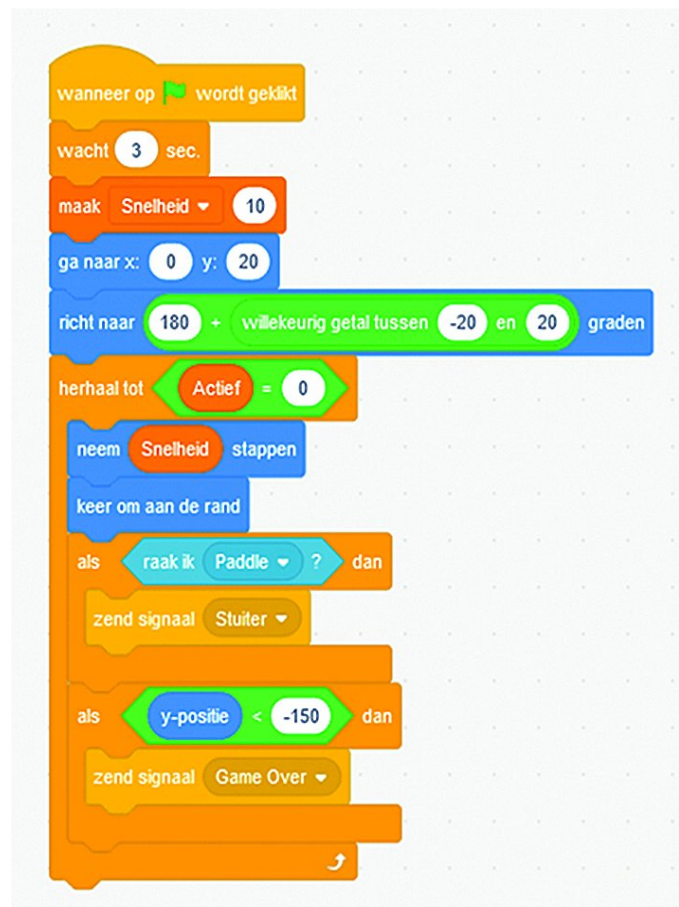 wanneer op wordt geklikt
wacht 3 sec.
maak Snelheid 10
ga naar x: 0 y: 20
richt naar 180 + willekeurig getal tussen -20 en 20 graden
herhaal tot Actief = 0
neem Snelheid stappen
keer om aan de rand
als raak ik Paddle ? dan
zend signaal Stuiter
als y-positie < -150 dan
zend signaal Game Over